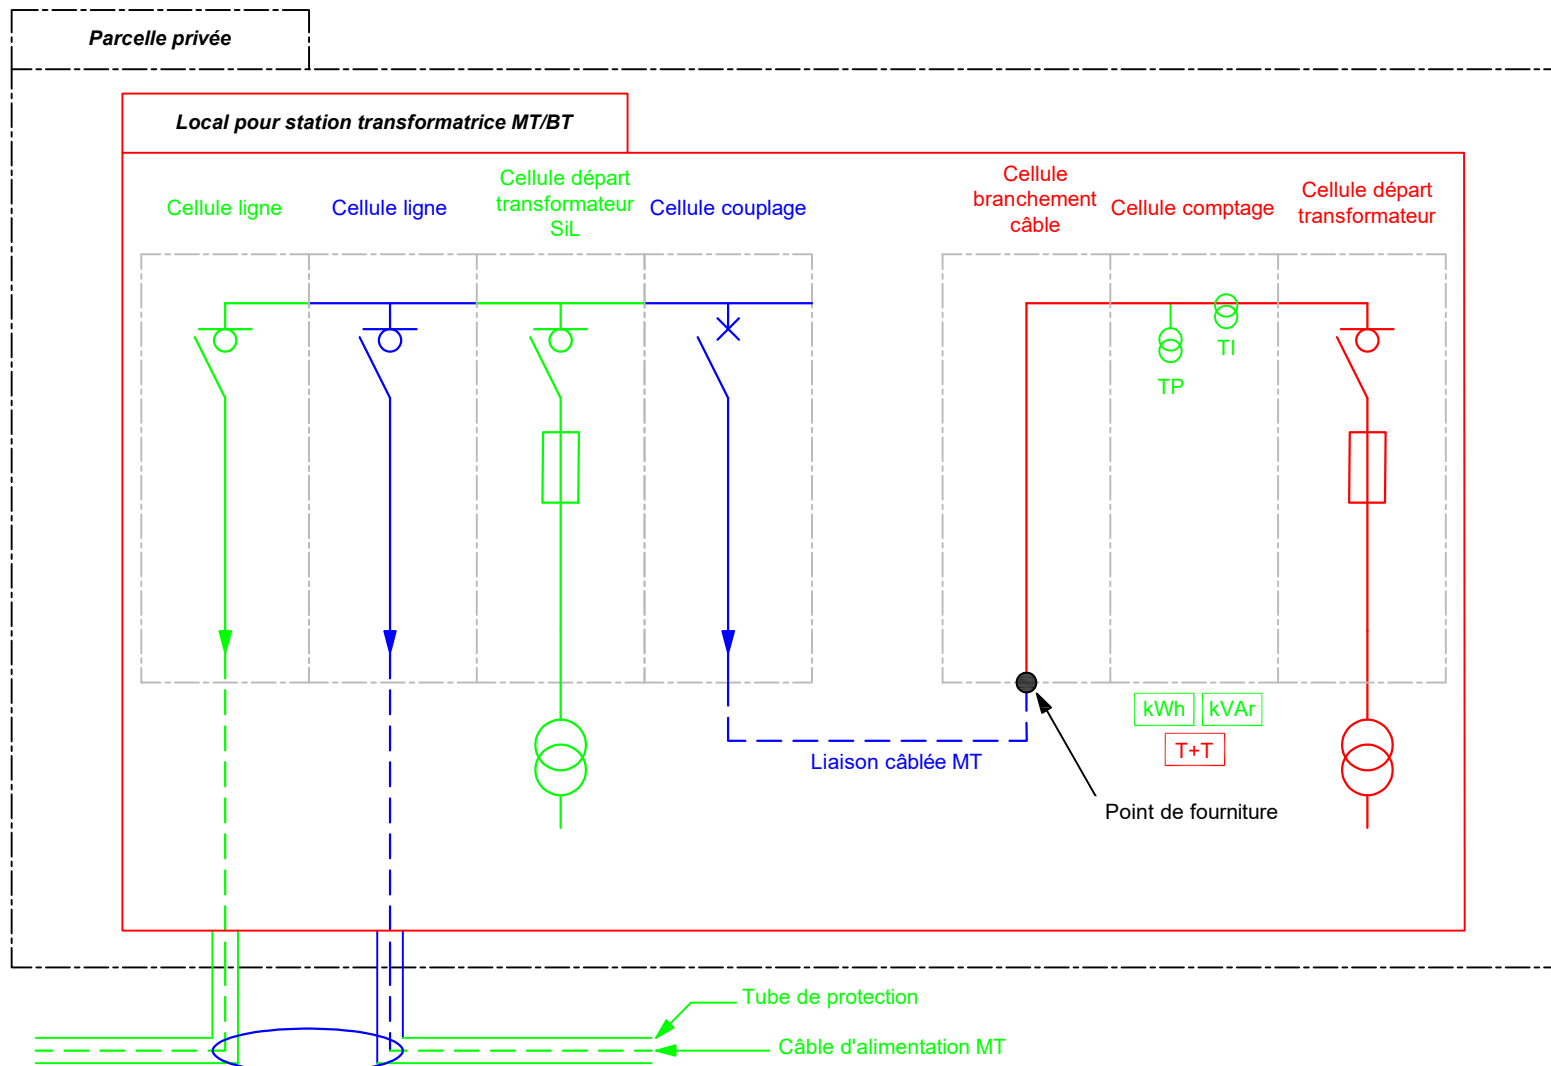 Parcelle privée
Local pour station transformatrice MT/BT
Cellule ligne
Cellule ligne
Cellule départ
transformateur
SiL
Cellule couplage
Cellule
branchement
câble
Cellule comptage
Cellule départ
transformateur
TP
TI
kWh
kVAr
T+T
Liaison câblée MT
Point de fourniture
Tube de protection
Câble d'alimentation MT